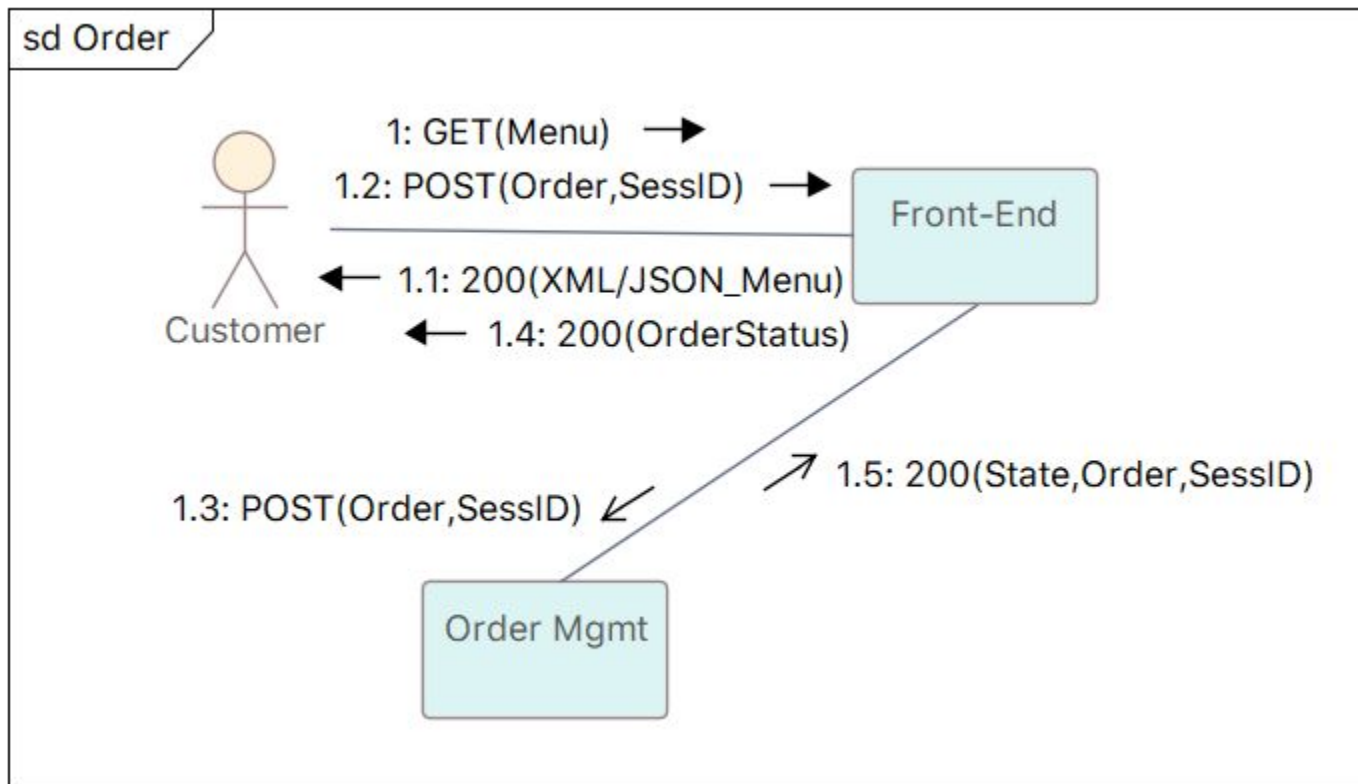 sd Order
1: GET(Menu)
1.2: POST(Order,SessID)
Front-End
1.1: 200(XML/JSON_Menu)
Customer
1.4: 200(OrderStatus)
1.5: 200(State,Order,SessID)
1.3: POST(Order,SessID)
Order Mgmt